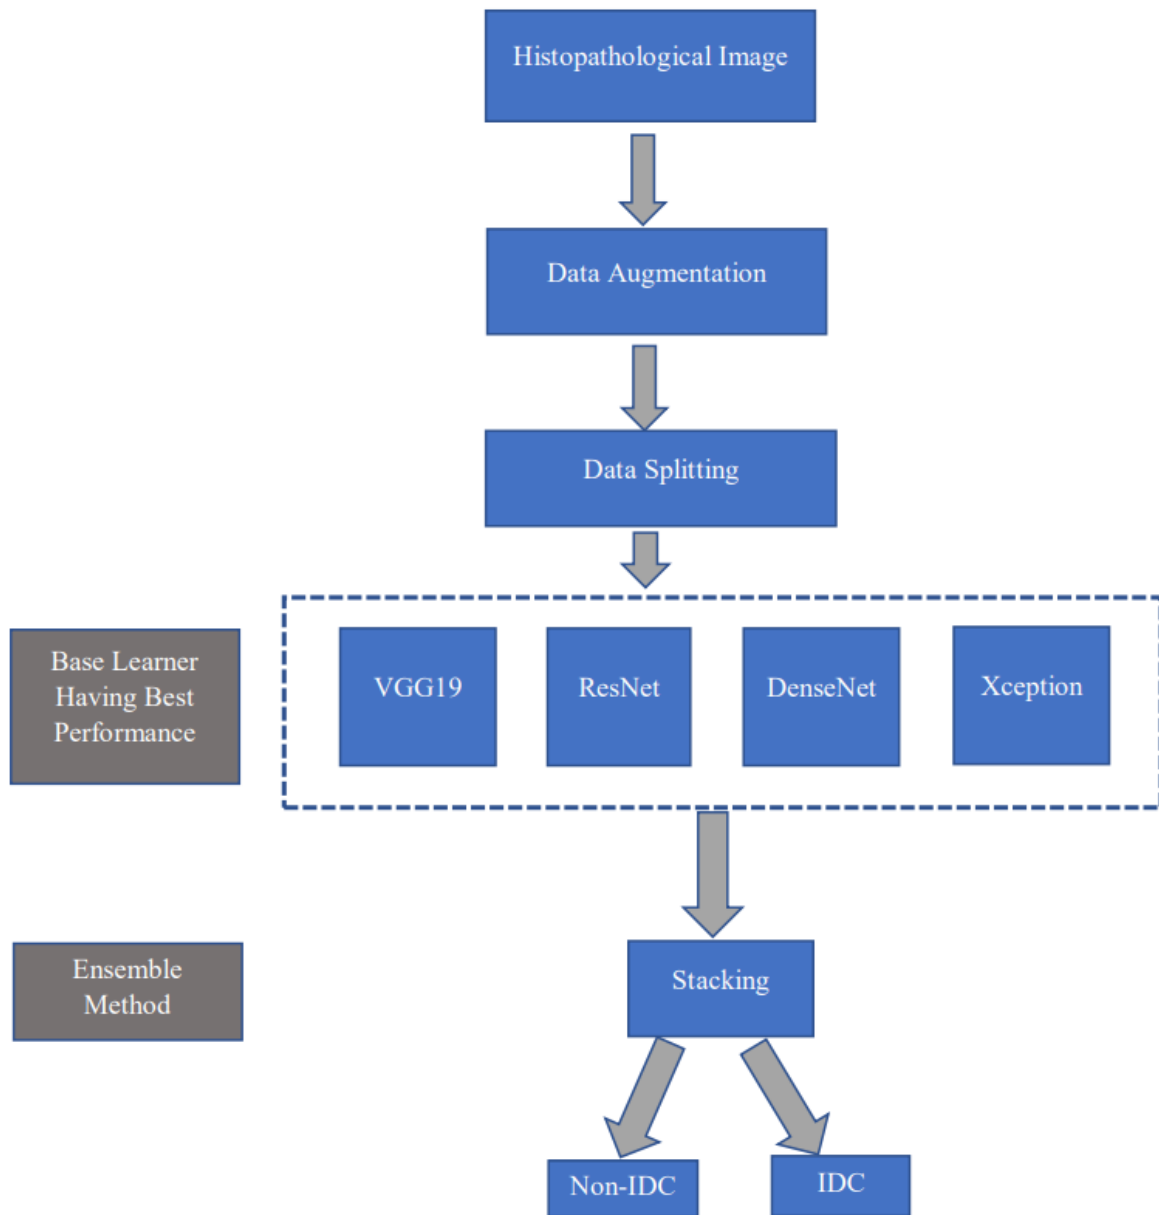 Histopathological Image
Data Augmentation
Data Splitting
Base Learner
Having Best
Performance
VGG19
ResNet
DenseNet
Xception
Ensemble
Method
Stacking
Non-IDC
IDC